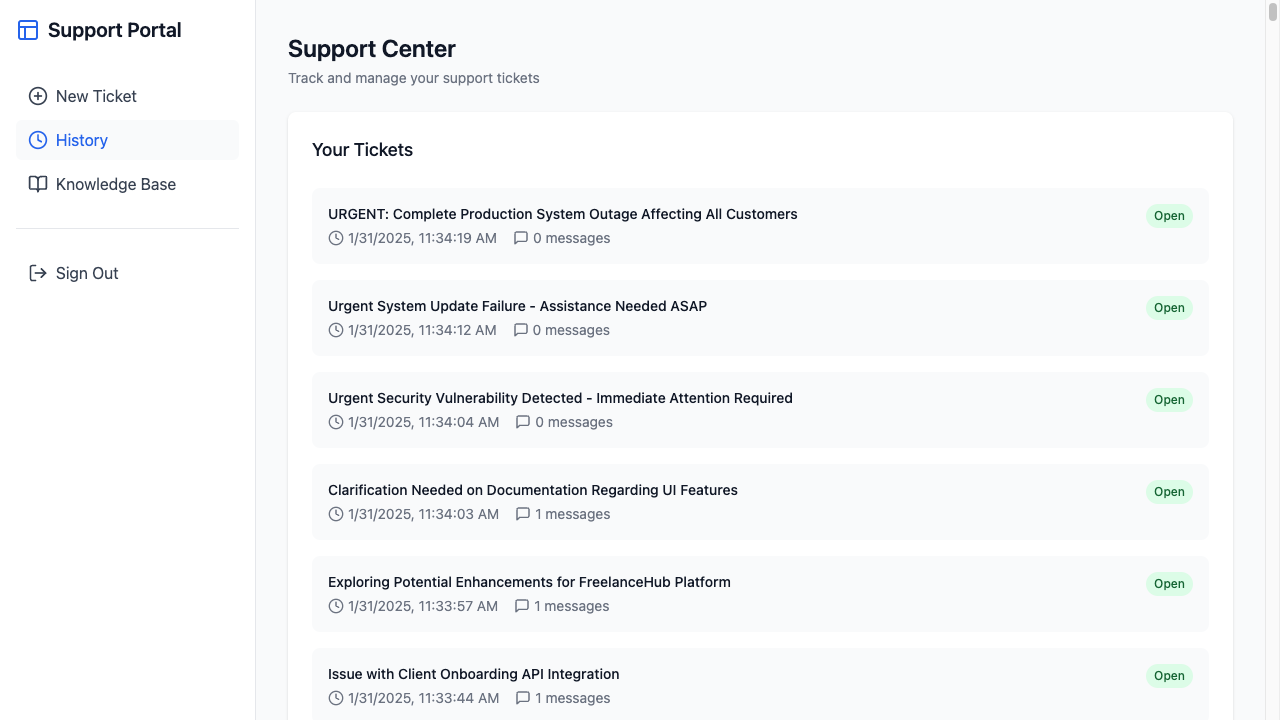 Support Portal
New Ticket
History
Knowledge Base
Sign Out
Support Center
Track and manage your support tickets
Your Tickets
URGENT: Complete Production System Outage Affecting All Customers
Open
1/31/2025, 11:34:19 AM 0 messages
Urgent System Update Failure - Assistance Needed ASAP
Open
1/31/2025, 11:34:12 AM 0 messages
Urgent Security Vulnerability Detected - Immediate Attention Required
Open
1/31/2025, 11:34:04 AM 0 messages
Clarification Needed on Documentation Regarding UI Features
Open
1/31/2025, 11:34:03 AM 1 messages
Exploring Potential Enhancements for FreelanceHub Platform
Open
1/31/2025, 11:33:57 AM 1 messages
Issue with Client Onboarding API Integration
Open
1/31/2025, 11:33:44 AM 1 messages